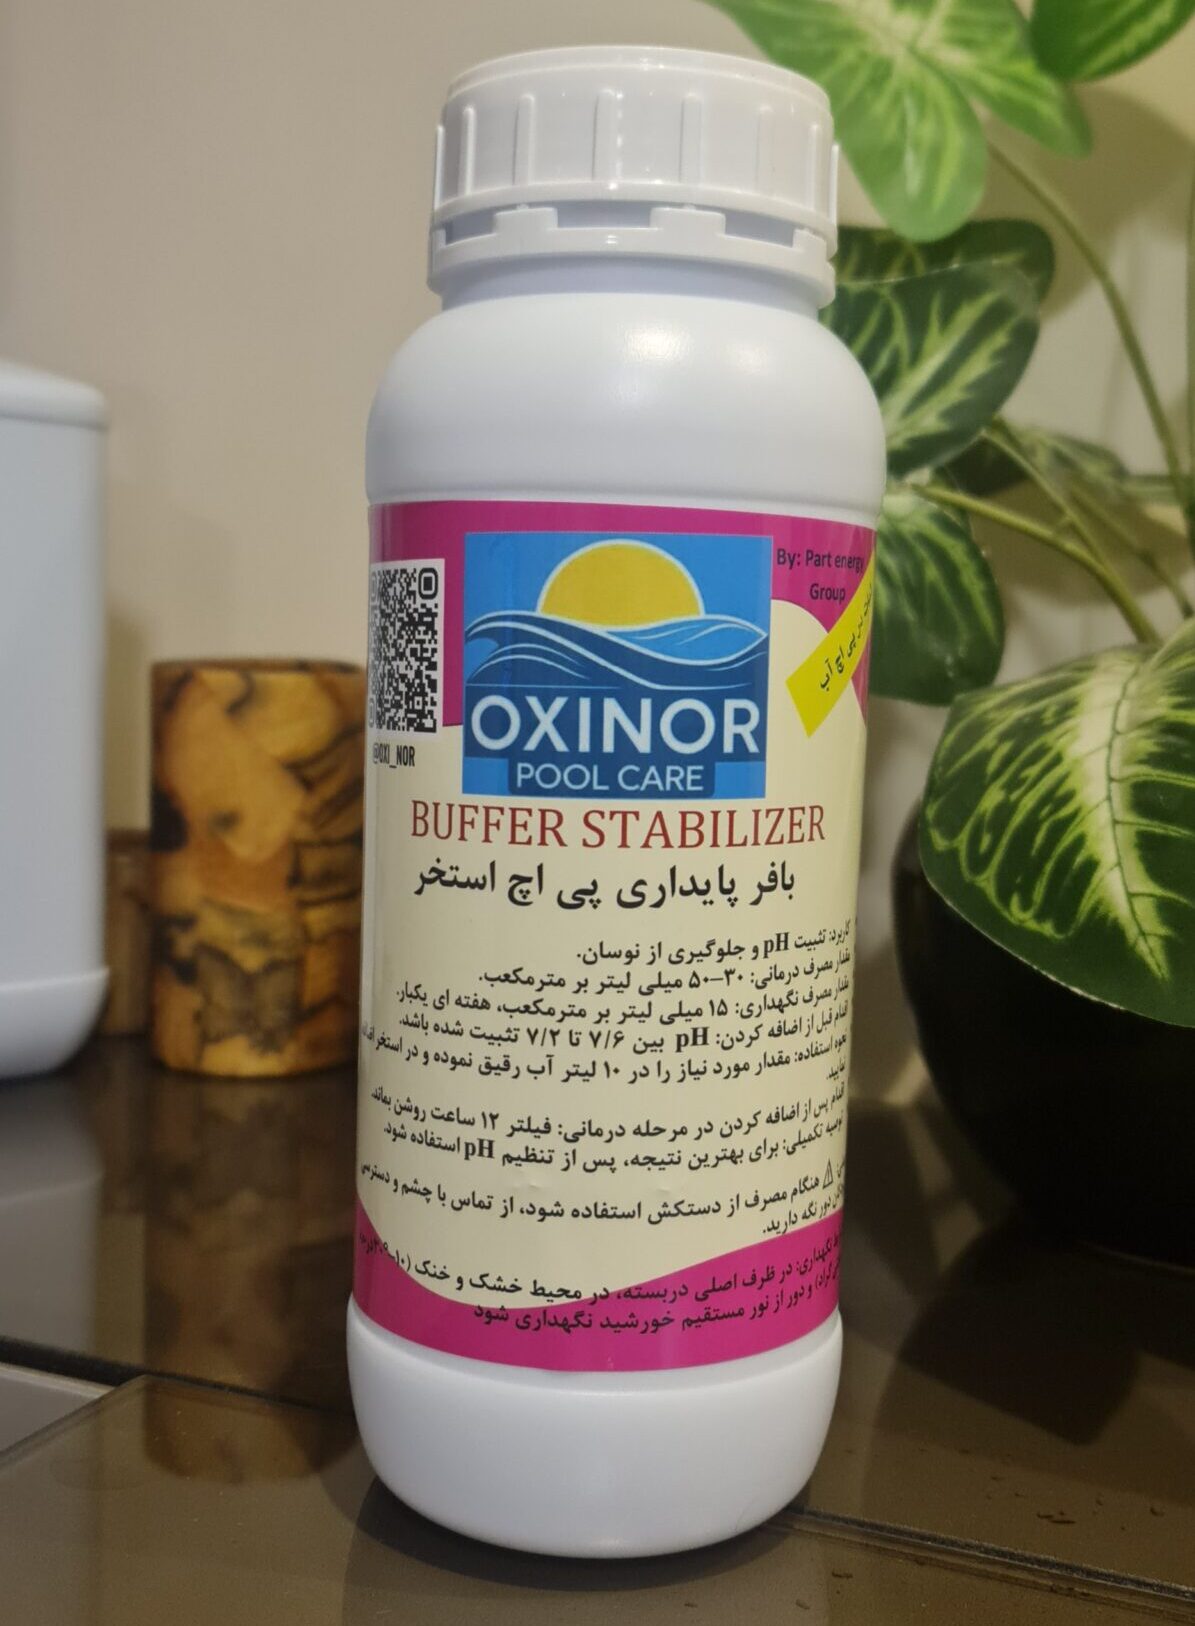 By: Part energy
Group
پی اچ آب
@OXI_NOR
OXINOR
POOL CARE
BUFFER STABILIZER
بافر پایداری پی اچ استخر
کاربرد: تثبیت pH و جلوگیری از نوسان.
مقدار مصرف درمانی: ۳۰–۵۰ میلی لیتر بر مترمکعب.
مقدار مصرف نگهداری: ۱۵ میلی لیتر بر مترمکعب، هفته ای یکبار.
اقدام قبل از اضافه کردن: pH بین ۷/۲ تا ۷/۶ تثبیت شده باشد.
نحوه استفاده: مقدار مورد نیاز را در ۱۰ لیتر آب رقیق نموده و در استخر
نمایید.
اقدام پس از اضافه کردن در مرحله درمانی: فیلتر ۱۲ ساعت روشن بماند.
توصیه تکمیلی: برای بهترین نتیجه، پس از تنظیم pH استفاده شود.
⚠ هنگام مصرف از دستکش استفاده شود، از تماس با چشم و دسترسی
دور نگه دارید.
نگهداری: در ظرف اصلی دربسته، در محیط خشک و خنک
و دور از نور مستقیم خورشید نگهداری شود